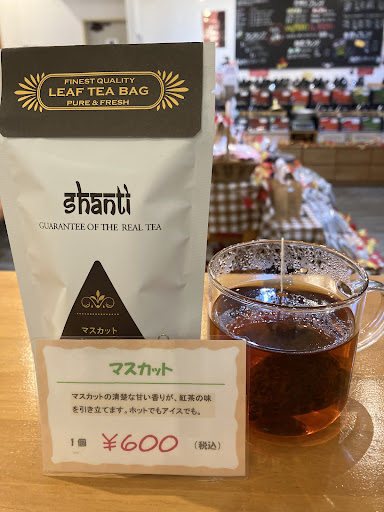 FINEST QUALITY
LEAF TEA BAG
PURE & FRESH
shanti
GUARANTEE OF THE REAL TEA
マスカット
マスカット
マスカットの清楚な甘い香りが、紅茶の味
を引き立てます。ホットでもアイスでも。
1個 ¥600 (税込)